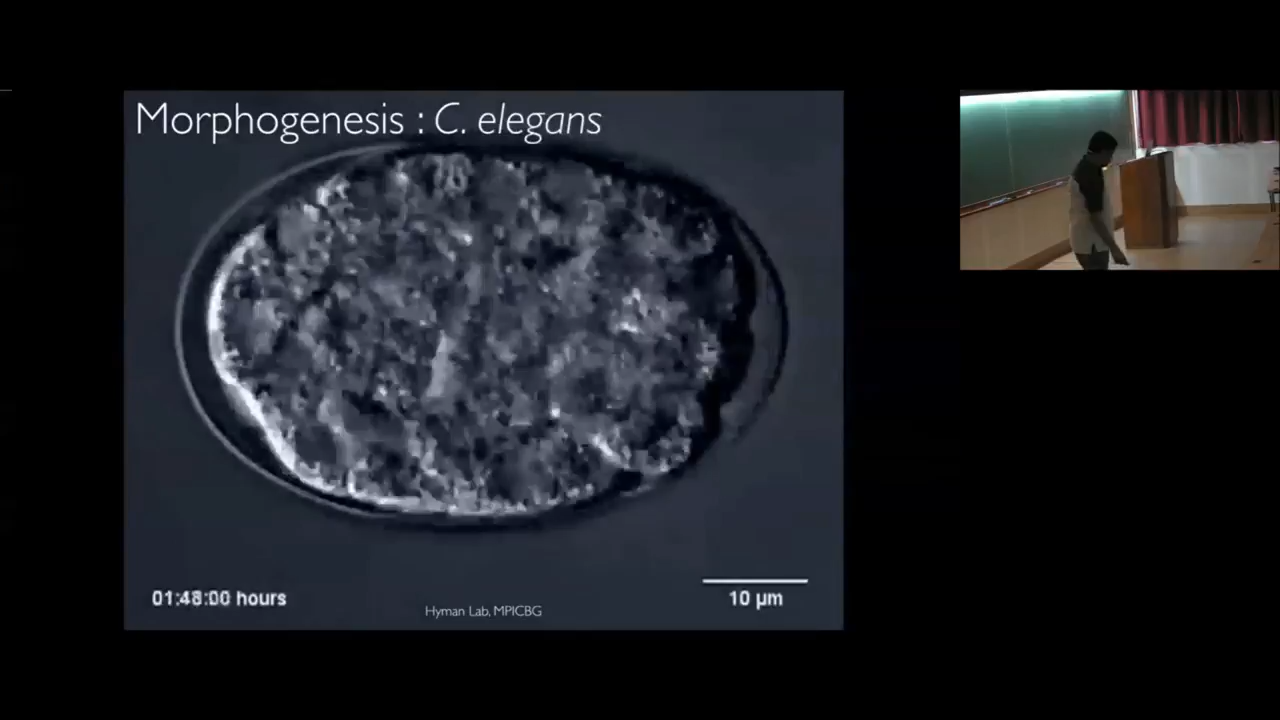 Morphogenesis : C. elegans
01:48:00 hours
10 µm
Hyman Lab, MPICBG